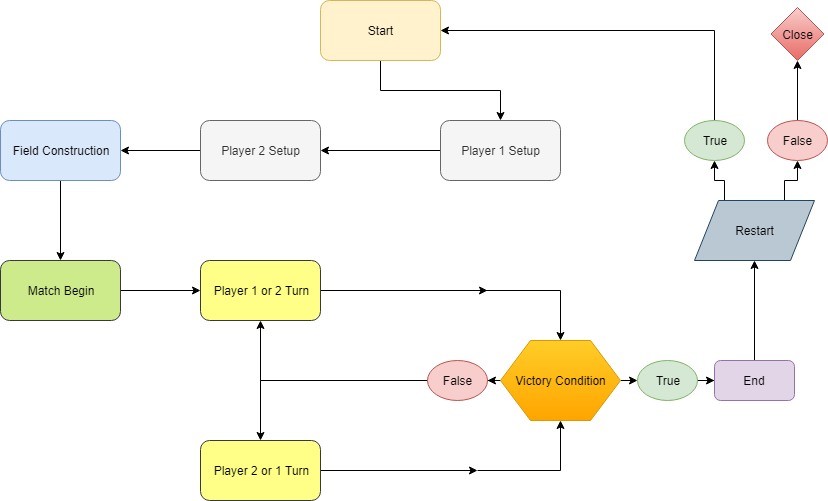 Start
Close
True
False
Field Construction
Player 2 Setup
Player 1 Setup
Restart
Match Begin
Player 1 or 2 Turn
False
Victory Condition
True
End
Player 2 or 1 Turn